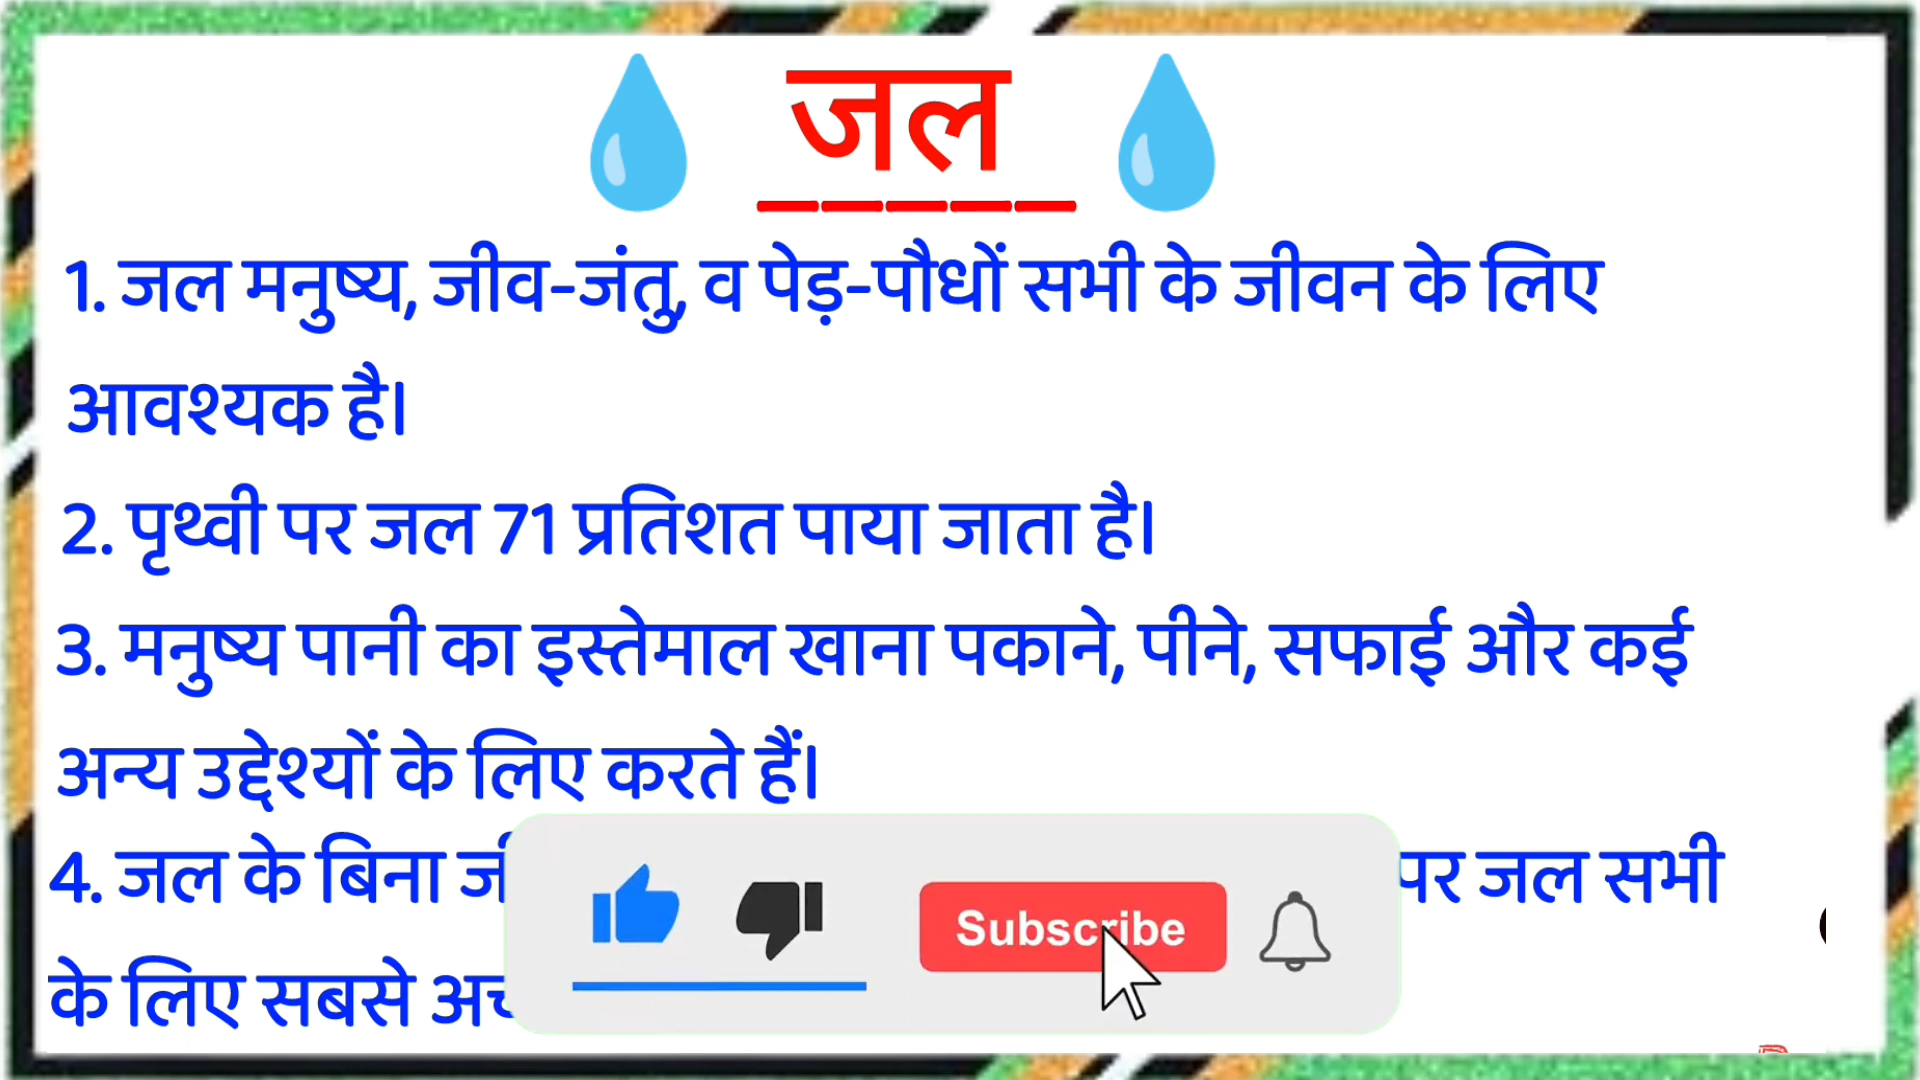 जल
1. जल मनुष्य, जीव-जंतु, व पेड़-पौधों सभी के जीवन के लिए
आवश्यक है।
2. पृथ्वी पर जल 71 प्रतिशत पाया जाता है।
3. मनुष्य पानी का इस्तेमाल खाना पकाने, पीने, सफाई और कई
अन्य उद्देश्यों के लिए करते हैं।
4. जल के बिना पर जल सभी
के लिए सबसे
Subscribe